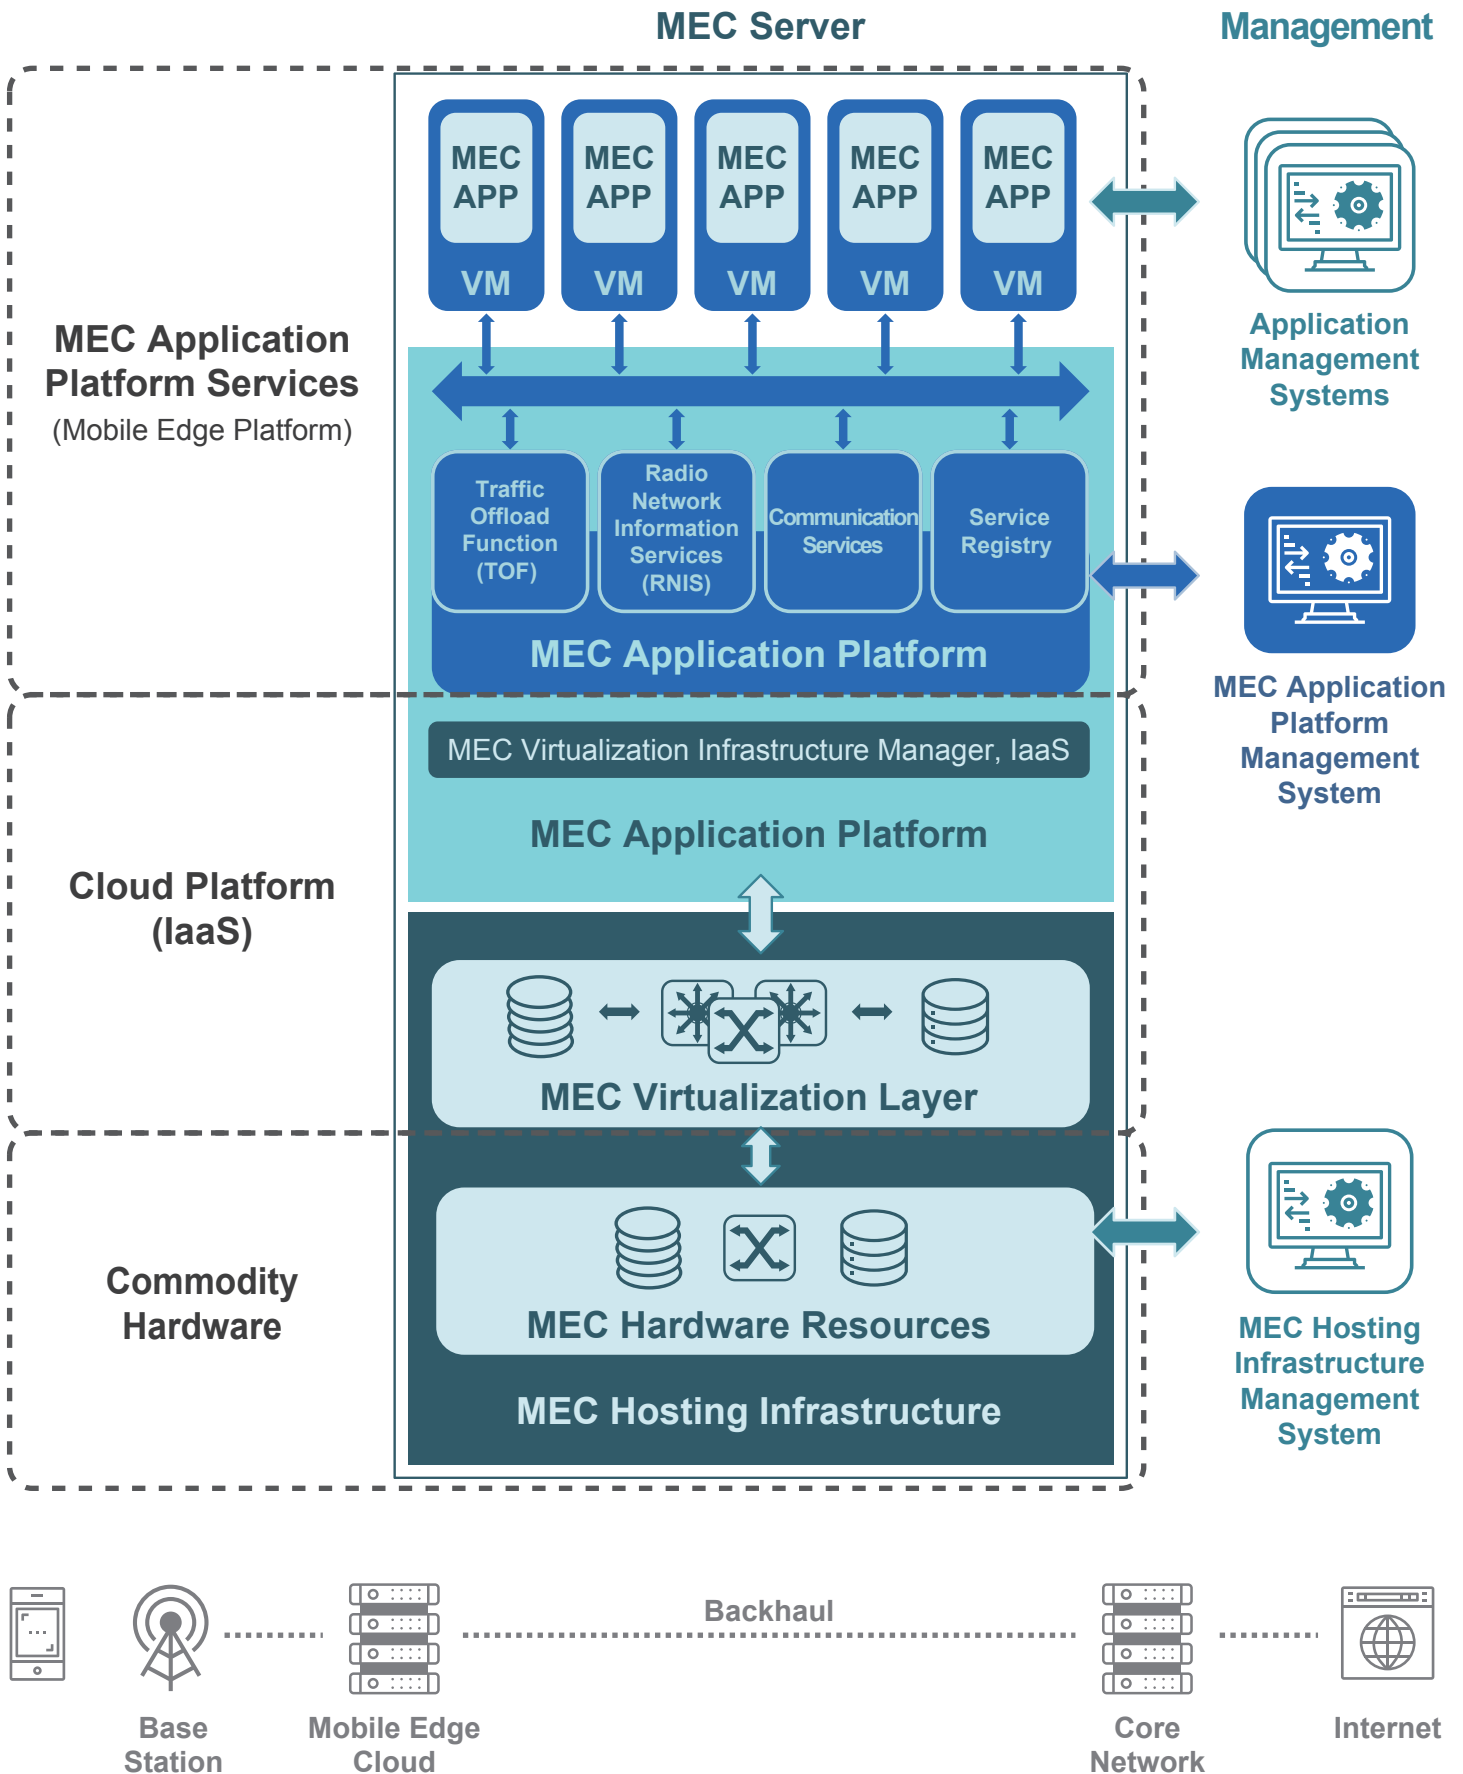 MEC Server
Management
MEC
APP
VM
MEC
APP
VM
MEC
APP
VM
MEC
APP
VM
MEC
APP
VM
Application
Management
Systems
MEC Application
Platform Services
(Mobile Edge Platform)
Traffic
Offload
Function
(TOF)
Radio
Network
Information
Services
(RNIS)
Communication
Services
Service
Registry
MEC Application Platform
MEC Application
Platform
Management
System
MEC Virtualization Infrastructure Manager, IaaS
MEC Application Platform
Cloud Platform
(IaaS)
MEC Virtualization Layer
Commodity
Hardware
MEC Hardware Resources
MEC Hosting Infrastructure
MEC Hosting
Infrastructure
Management
System
Backhaul
Base
Station
Mobile Edge
Cloud
Core
Network
Internet